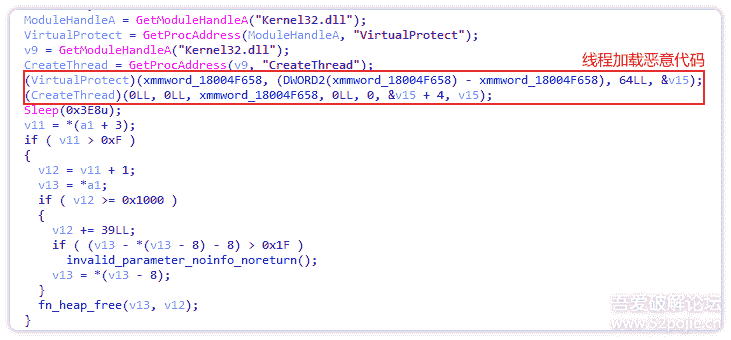 ModuleHandleA = GetModuleHandleA("Kernel32.dll");
VirtualProtect = GetProcAddress(ModuleHandleA, "VirtualProtect");
v9 = GetModuleHandleA("Kernel32.dll");
CreateThread = GetProcAddress(v9, "CreateThread");
线程加载恶意代码
(VirtualProtect)(xmmword_18004F658, (DWORD2(xmmword_18004F658) - xmmword_18004F658), 64LL, &v15);
(CreateThread)(0LL, 0LL, xmmword_18004F658, 0LL, 0, &v15 + 4, v15);
Sleep(0x3E8u);
v11 = *(a1 + 3);
if ( v11 > 0xF )
{
v12 = v11 + 1;
v13 = *a1;
if ( v12 >= 0x1000 )
{
v12 += 39LL;
if ( (v13 - *(v13 - 8) - 8) > 0x1F )
invalid_parameter_noinfo_noreturn();
v13 = *(v13 - 8);
}
fn_heap_free(v13, v12);
}
吾爱破解论坛
www.52pojie.cn